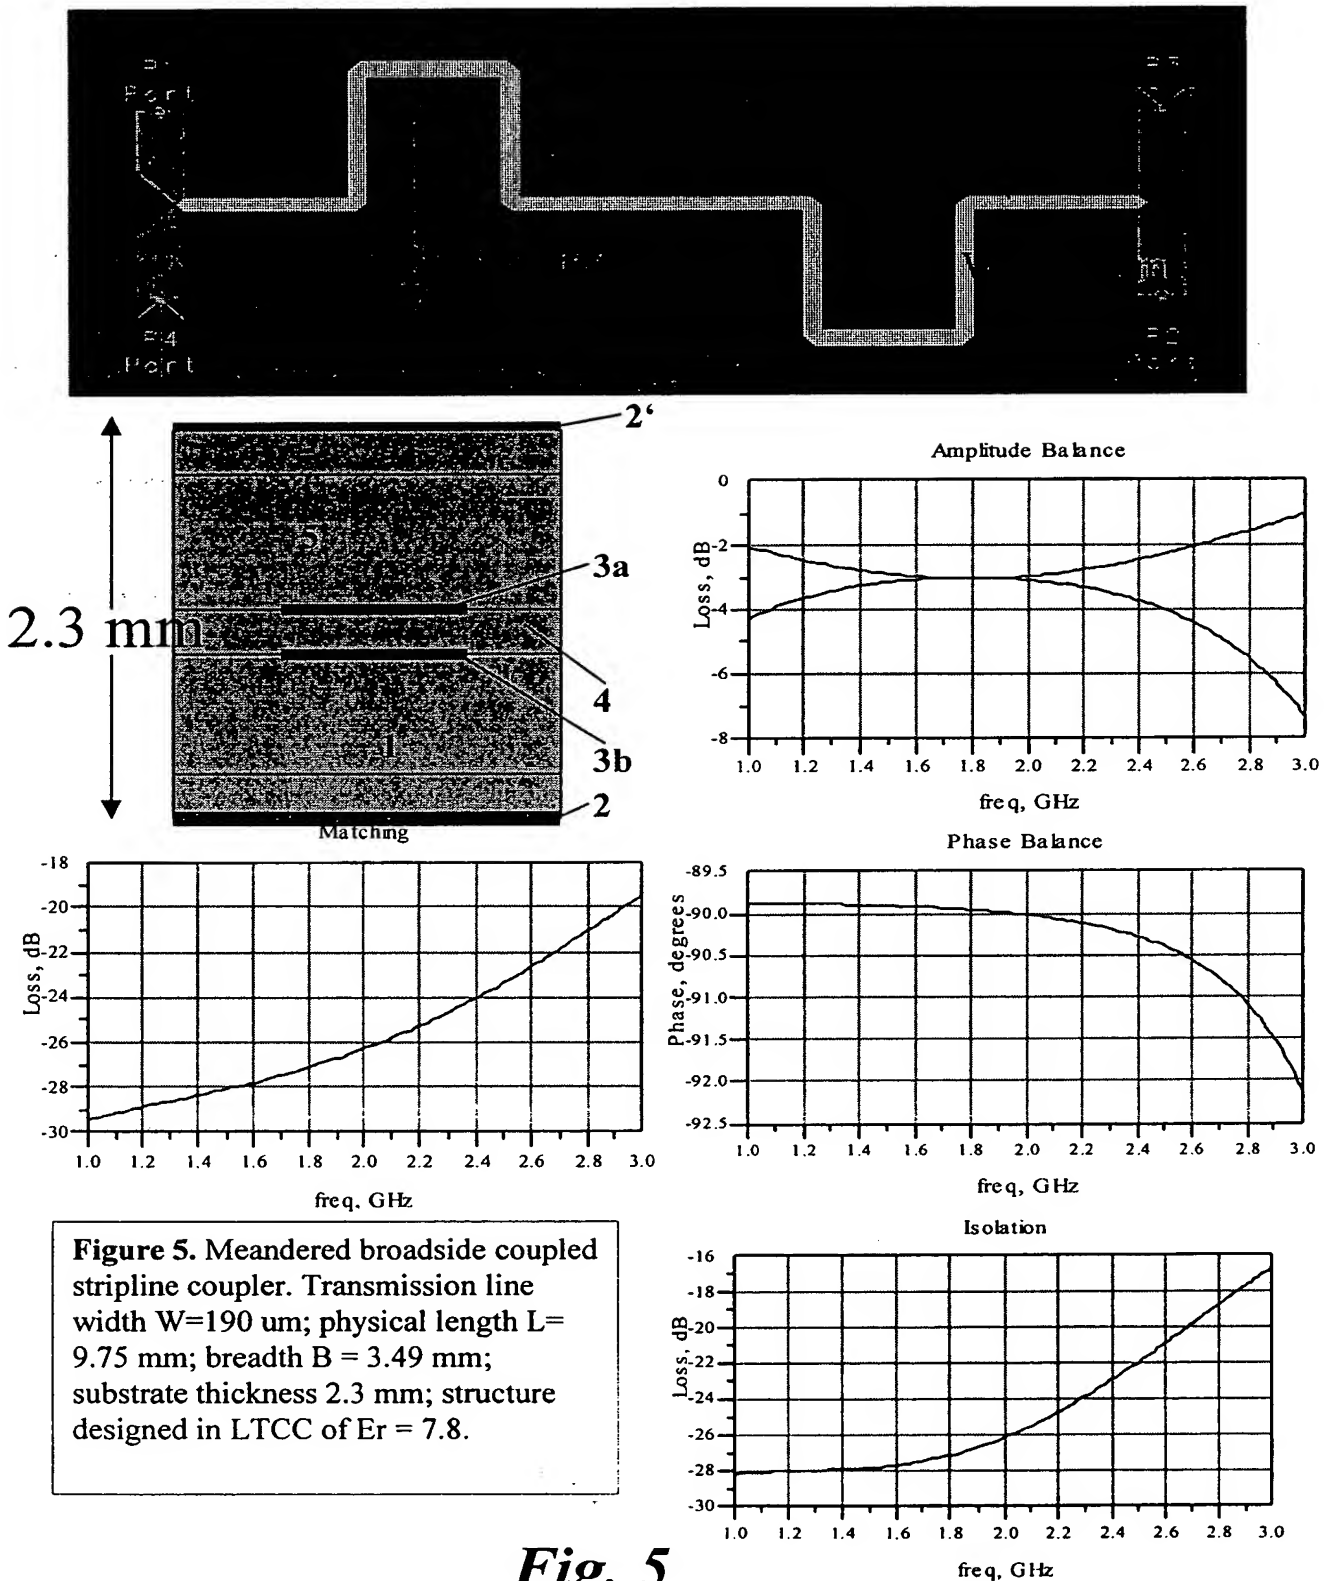 Port
P4
Port
2‘
2.3 mm
5
3a
4
1
3b
2
Amplitude Balance
Loss, dB
0
-2
-4
-6
-8
1.0 1.2 1.4 1.6 1.8 2.0 2.2 2.4 2.6 3.0
freq, GHz
Matching
Loss, dB
-18
-20
-22
-24
-26
-28
-30
1.0 1.2 1.4 1.6 1.8 2.0 2.2 2.4 2.6 2.8 3.0
freq. GHz
Phase Balance
Phase, degrees
-89.5
-90.0
-90.5
-91.0
-91.5
-92.0
-92.5
1.0 1.2 1.4 1.6 1.8 2.0 2.2 2.4 2.6 2.8 3.0
freq, GHz
Figure 5. Meandered broadside coupled
stripline coupler. Transmission line
width W=190 um; physical length L=
9.75 mm; breadth B = 3.49 mm;
substrate thickness 2.3 mm; structure
designed in LTCC of Er = 7.8.
Isolation
Loss, dB
-16
-18
-20
-22
-24
-26
-28
-30
1.0 1.2 1.4 1.6 1.8 2.0 2.2 2.4 2.6 2.8 3.0
freq, GHz
Fig. 5